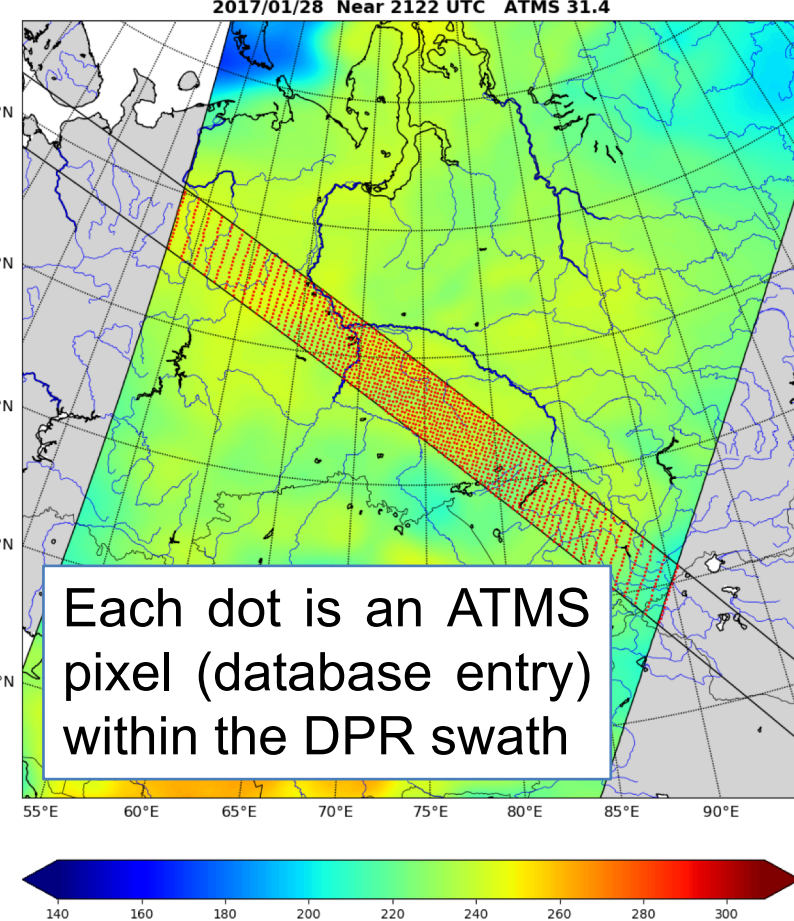 2017/01/28 Near 2122 UTC ATMS 31.4
°N
°N
°N
°N
°N
Each dot is an ATMS
pixel (database entry)
within the DPR swath
55°E 60°E 65°E 70°E 75°E 80°E 85°E 90°E
140 160 180 200 220 240 260 280 300